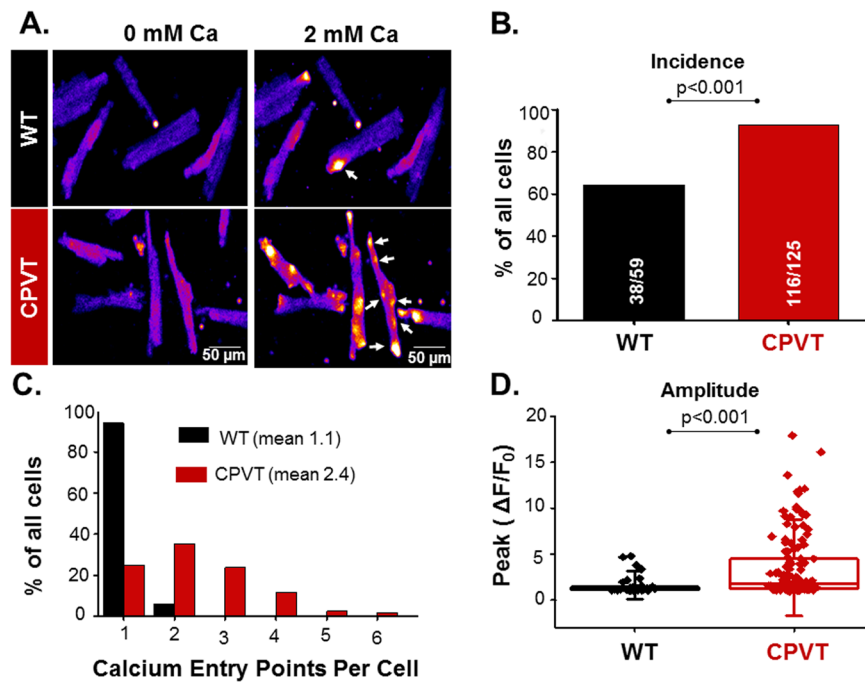 A.
0 mM Ca
2 mM Ca
WT
CPVT
50 µm
50 µm
B.
Incidence
p<0.001
% of all cells
100
80
60
40
20
0
38/59
116/125
WT
CPVT
C.
% of all cells
100
80
60
40
20
0
WT (mean 1.1)
CPVT (mean 2.4)
1 2 3 4 5 6
Calcium Entry Points Per Cell
D.
Amplitude
p<0.001
Peak ( ΔF/F₀)
20
15
10
5
0
WT
CPVT